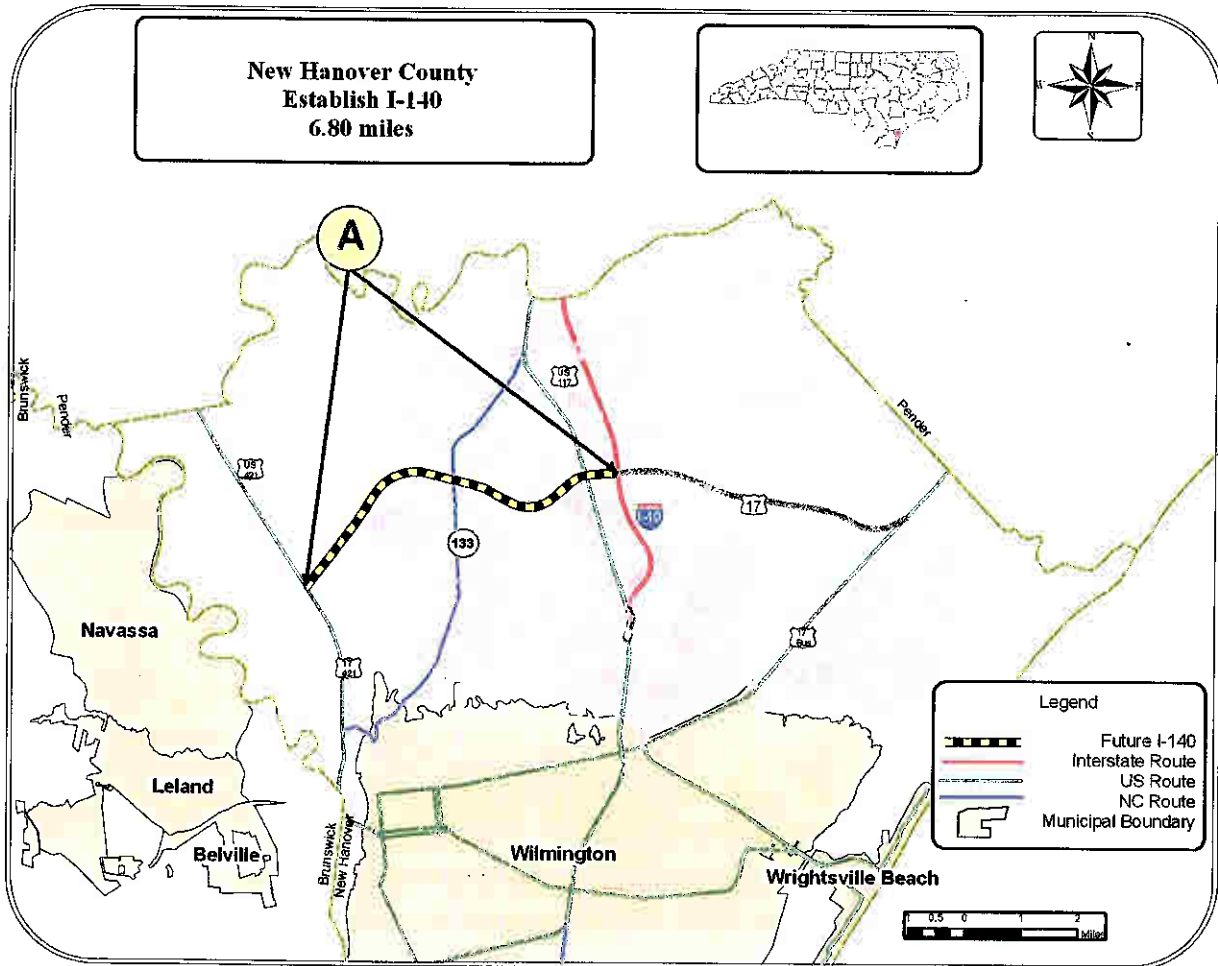 New Hanover County
Establish I-140
6.80 miles
N
A
Brunswick
Pender
US
117
Pender
US
421
17
133
Navassa
17
421
17
Bus
Legend
Future I-140
Interstate Route
US Route
NC Route
Municipal Boundary
Leland
Belville
Brunswick
New Hanover
Wilmington
Wrightsville Beach
1 0.5 0 1 2
Miles